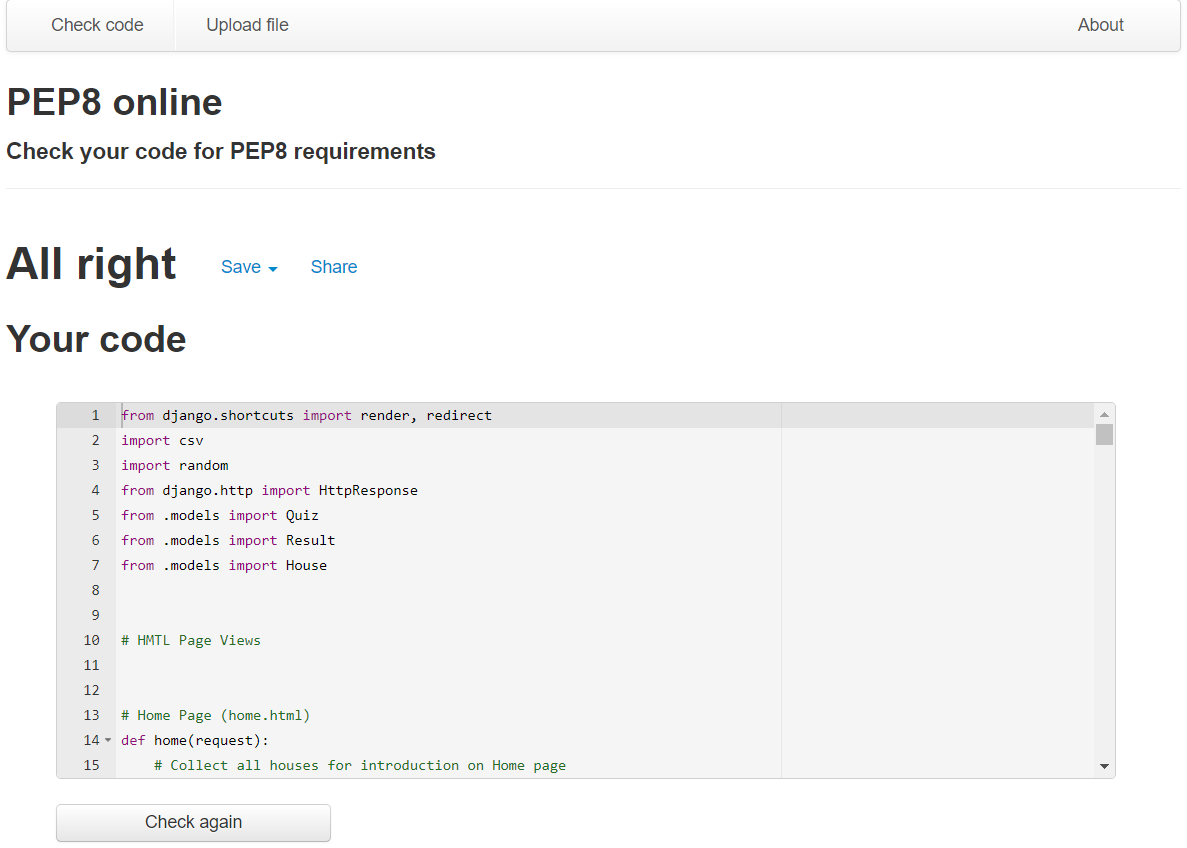 Check code Upload file About
PEP8 online
Check your code for PEP8 requirements
All right Save Share
Your code
1 from django.shortcuts import render, redirect
2 import csv
3 import random
4 from django.http import HttpResponse
5 from .models import Quiz
6 from .models import Result
7 from .models import House
8
9
10 # HMTL Page Views
11
12
13 # Home Page (home.html)
14 def home(request):
15     # Collect all houses for introduction on Home page
Check again